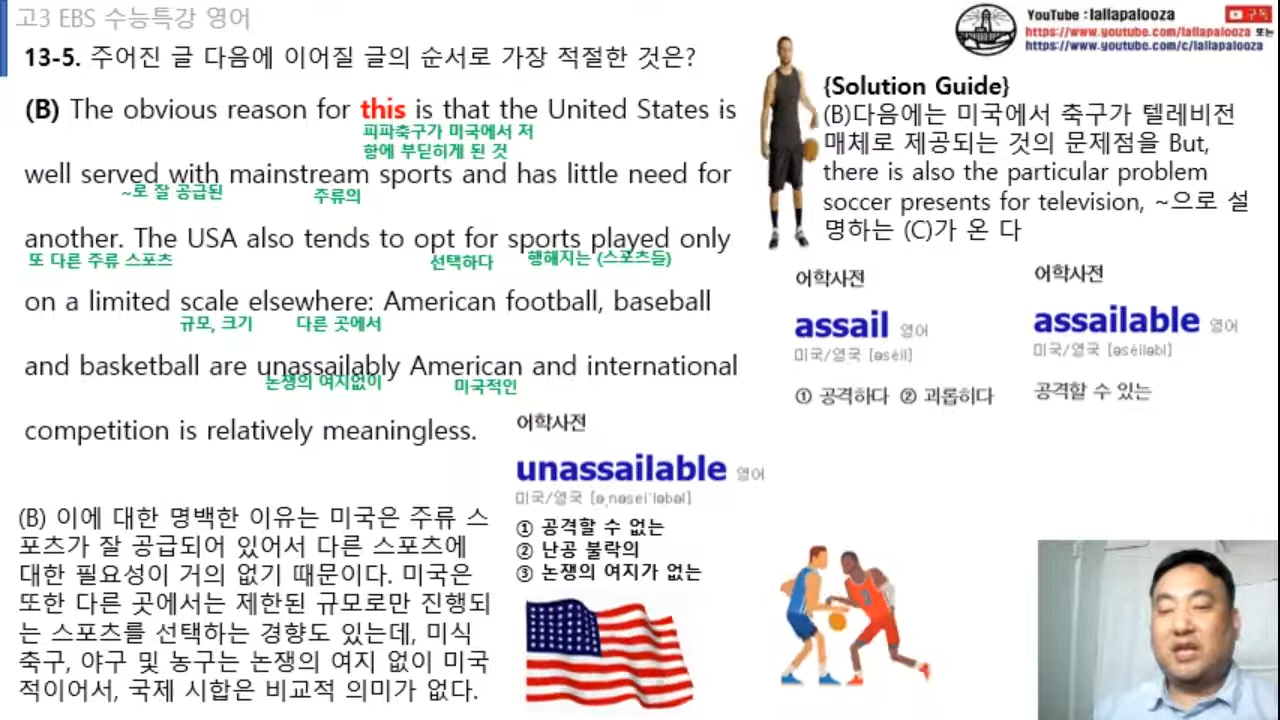 고3 EBS 수능특강 영어
13-5. 주어진 글 다음에 이어질 글의 순서로 가장 적절한 것은?
(B) The obvious reason for this is that the United States is
피파축구가 미국에서 저
항에 부딛히게 된 것
well served with mainstream sports and has little need for
~로 잘 공급된
주류의
another. The USA also tends to opt for sports played only
또 다른 주류 스포츠
선택하다
행해지는 (스포츠들)
on a limited scale elsewhere: American football, baseball
규모, 크기
다른 곳에서
and basketball are unassailably American and international
논쟁의 여지없이
미국적인
competition is relatively meaningless.
(B) 이에 대한 명백한 이유는 미국은 주류 스
포츠가 잘 공급되어 있어서 다른 스포츠에
대한 필요성이 거의 없기 때문이다. 미국은
또한 다른 곳에서는 제한된 규모로만 진행되
는 스포츠를 선택하는 경향도 있는데, 미식
축구, 야구 및 농구는 논쟁의 여지 없이 미국
적이어서, 국제 시합은 비교적 의미가 없다.
어학사전
unassailable 영어
미국/영국 [ə,nəsei'ləbəl]
① 공격할 수 없는
② 난공 불락의
③ 논쟁의 여지가 없는
YouTube : lallapalooza
구독
https://www.youtube.com/lallapalooza 또는
https://www.youtube.com/c/lallapalooza
{Solution Guide}
(B)다음에는 미국에서 축구가 텔레비전
매체로 제공되는 것의 문제점을 But,
there is also the particular problem
soccer presents for television, ~으로 설
명하는 (C)가 온 다
어학사전
assail 영어
미국/영국 [əséil]
① 공격하다 ② 괴롭히다
어학사전
assailable 영어
미국/영국 [əséiləbl]
공격할 수 있는